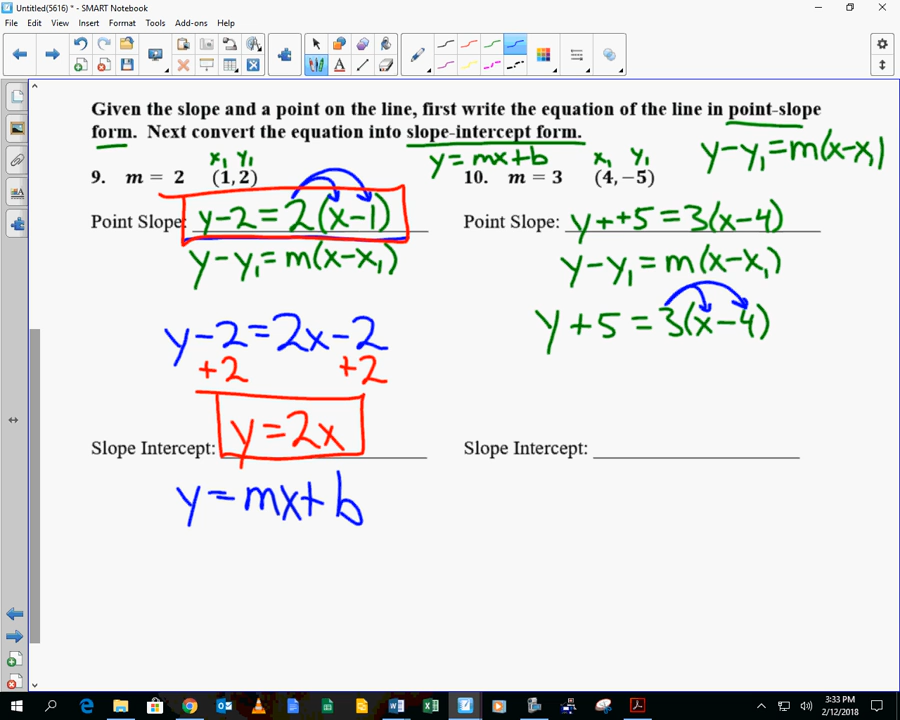 Untitled(5616) * - SMART Notebook
File Edit View Insert Format Tools Add-ons Help
Given the slope and a point on the line, first write the equation of the line in point-slope
form. Next convert the equation into slope-intercept form.
y-y₁=m(x-x₁)
x₁ y₁
y=mx+b
x₁ y₁
9. m = 2 (1,2)
10. m = 3 (4,−5)
Point Slope: y-2=2(x-1)
Point Slope: y++5=3(x-4)
y-y₁=m(x-x₁)
y-y₁=m(x-x₁)
y+5=3(x-4)
y-2=2x-2
+2 +2
Slope Intercept: y=2x
Slope Intercept:
y=mx+b
3:33 PM
2/12/2018